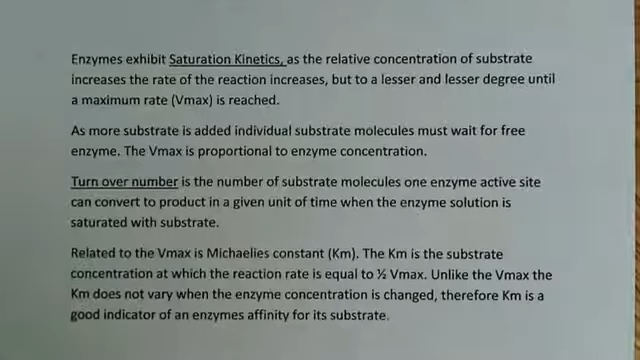 Enzymes exhibit Saturation Kinetics, as the relative concentration of substrate
increases the rate of the reaction increases, but to a lesser and lesser degree until
a maximum rate (Vmax) is reached.
As more substrate is added individual substrate molecules must wait for free
enzyme. The Vmax is proportional to enzyme concentration.
Turn over number is the number of substrate molecules one enzyme active site
can convert to product in a given unit of time when the enzyme solution is
saturated with substrate.
Related to the Vmax is Michaelies constant (Km). The Km is the substrate
concentration at which the reaction rate is equal to ½ Vmax. Unlike the Vmax the
Km does not vary when the enzyme concentration is changed, therefore Km is a
good indicator of an enzymes affinity for its substrate.